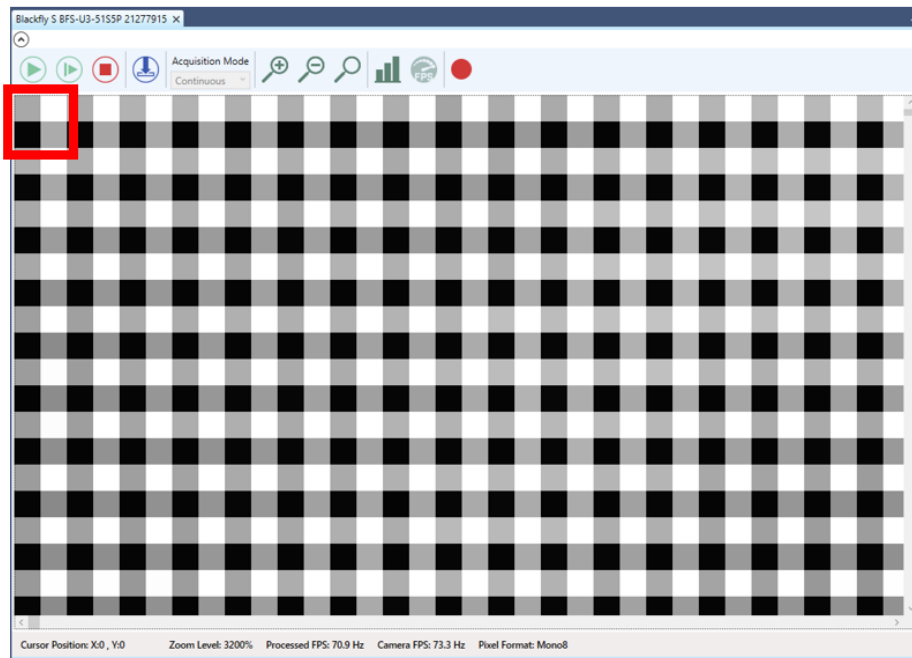 Blackfly S BFS-U3-51S5P 21277915
Acquisition Mode
Continuous
FPS
Cursor Position: X:0 , Y:0 Zoom Level: 3200% Processed FPS: 70.9 Hz Camera FPS: 73.3 Hz Pixel Format: Mono8